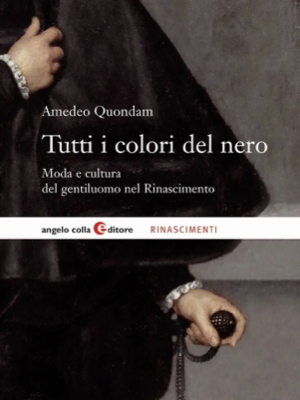 Amedeo Quondam
Tutti i colori del nero
Moda e cultura
del gentiluomo nel Rinascimento
angelo colla editore RINASCIMENTI